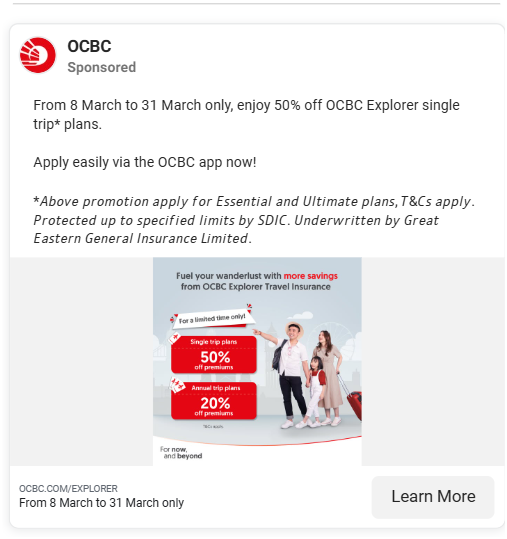 OCBC
Sponsored
From 8 March to 31 March only, enjoy 50% off OCBC Explorer single
trip* plans.
Apply easily via the OCBC app now!
*Above promotion apply for Essential and Ultimate plans, T&Cs apply.
Protected up to specified limits by SDIC. Underwritten by Great
Eastern General Insurance Limited.
Fuel your wanderlust with more savings
from OCBC Explorer Travel Insurance
For a limited time only!
Single trip plans
50%
off premiums
Annual trip plans
20%
off premiums
*T&Cs apply.
For now,
and beyond
OCBC.COM/EXPLORER
From 8 March to 31 March only
Learn More